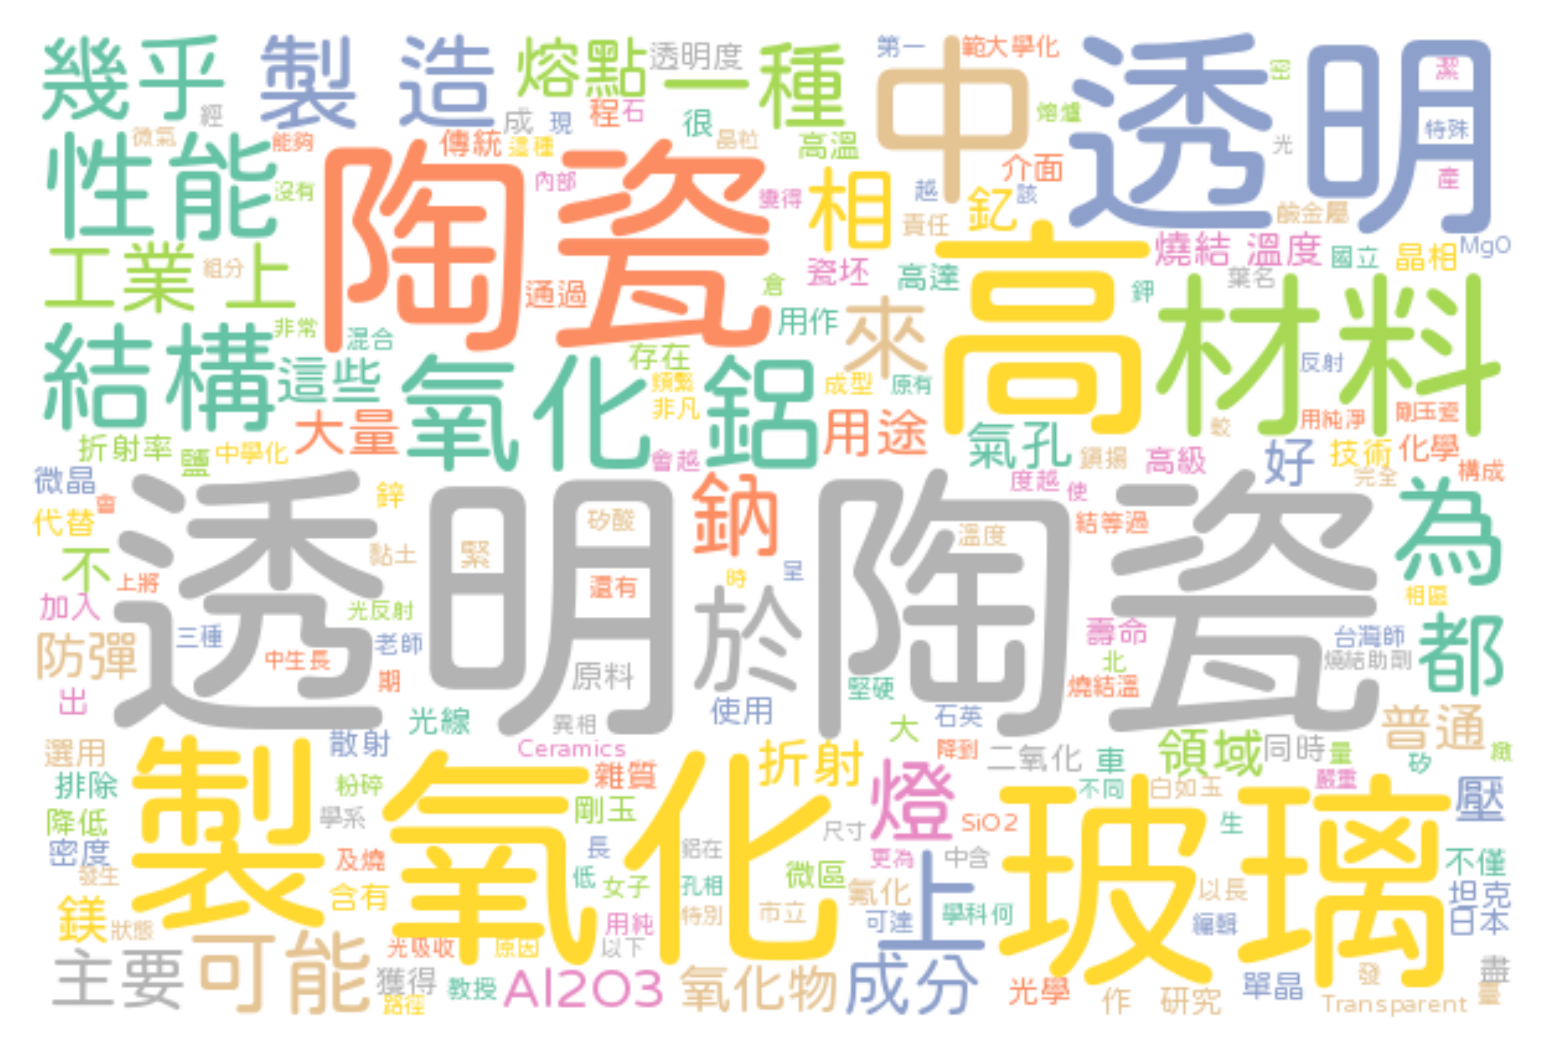 幾乎
製 造
熔點
透明度
一種
中
第一
範大學化
透明
經
微氣
能夠
成
現
程
石
很
晶粒
高溫
熔爐
特殊
光
產
性能
陶瓷
傳統
這種
內部
變得
相
越
釔
該
介面
責任
鹼金屬
沒有
工業上
組分
通過
倉
瓷坯
高達
高
燒結
溫度
國立
晶相
MgO
鉀
葉名
材料
非常
混合
用作
來
反射
結構
這些
存在
頻繁
非凡
成型
原有
氧化鋁
大量
用途
用純淨
剛玉瓷
較
折射率
鹽
中學化
會越
氣孔
鎖揚
高級
好
技術
化學
構成
微晶
會
代替
鋅
鈉
度越
使
完全
矽酸
溫度
結等過
為
不
上將
黏土
緊
還有
時
呈
加入
光反射
透明陶瓷
於
相區
防彈
三種
老師
中生長
期
原料
壽命
北
台灣師
燒結助劑
都
出
光線
異相
使用
堅硬
石英
燒結溫
大
普通
選用
散射
Ceramics
折射
降到
二氧化
車
領域
同時
量
矽
緻
排除
製
粉碎
氧化
雜質
燈
不同
白如玉
玻璃
嚴重
壓
降低
學系
剛玉
尺寸
SiO2
生
密度
及燒
長
鋁在
更為
中含
不僅
發生
含有
低
女子
孔相
微區
氟化
上
以長
坦克
鎂
狀態
用純
特別
市立
可達
學科何
編輯
日本
光吸收
原因
以下
主要
可能
獲得
路徑
教授
Al2O3
氧化物
成分
光學
作
研究
單晶
發
Transparent
盡
臺